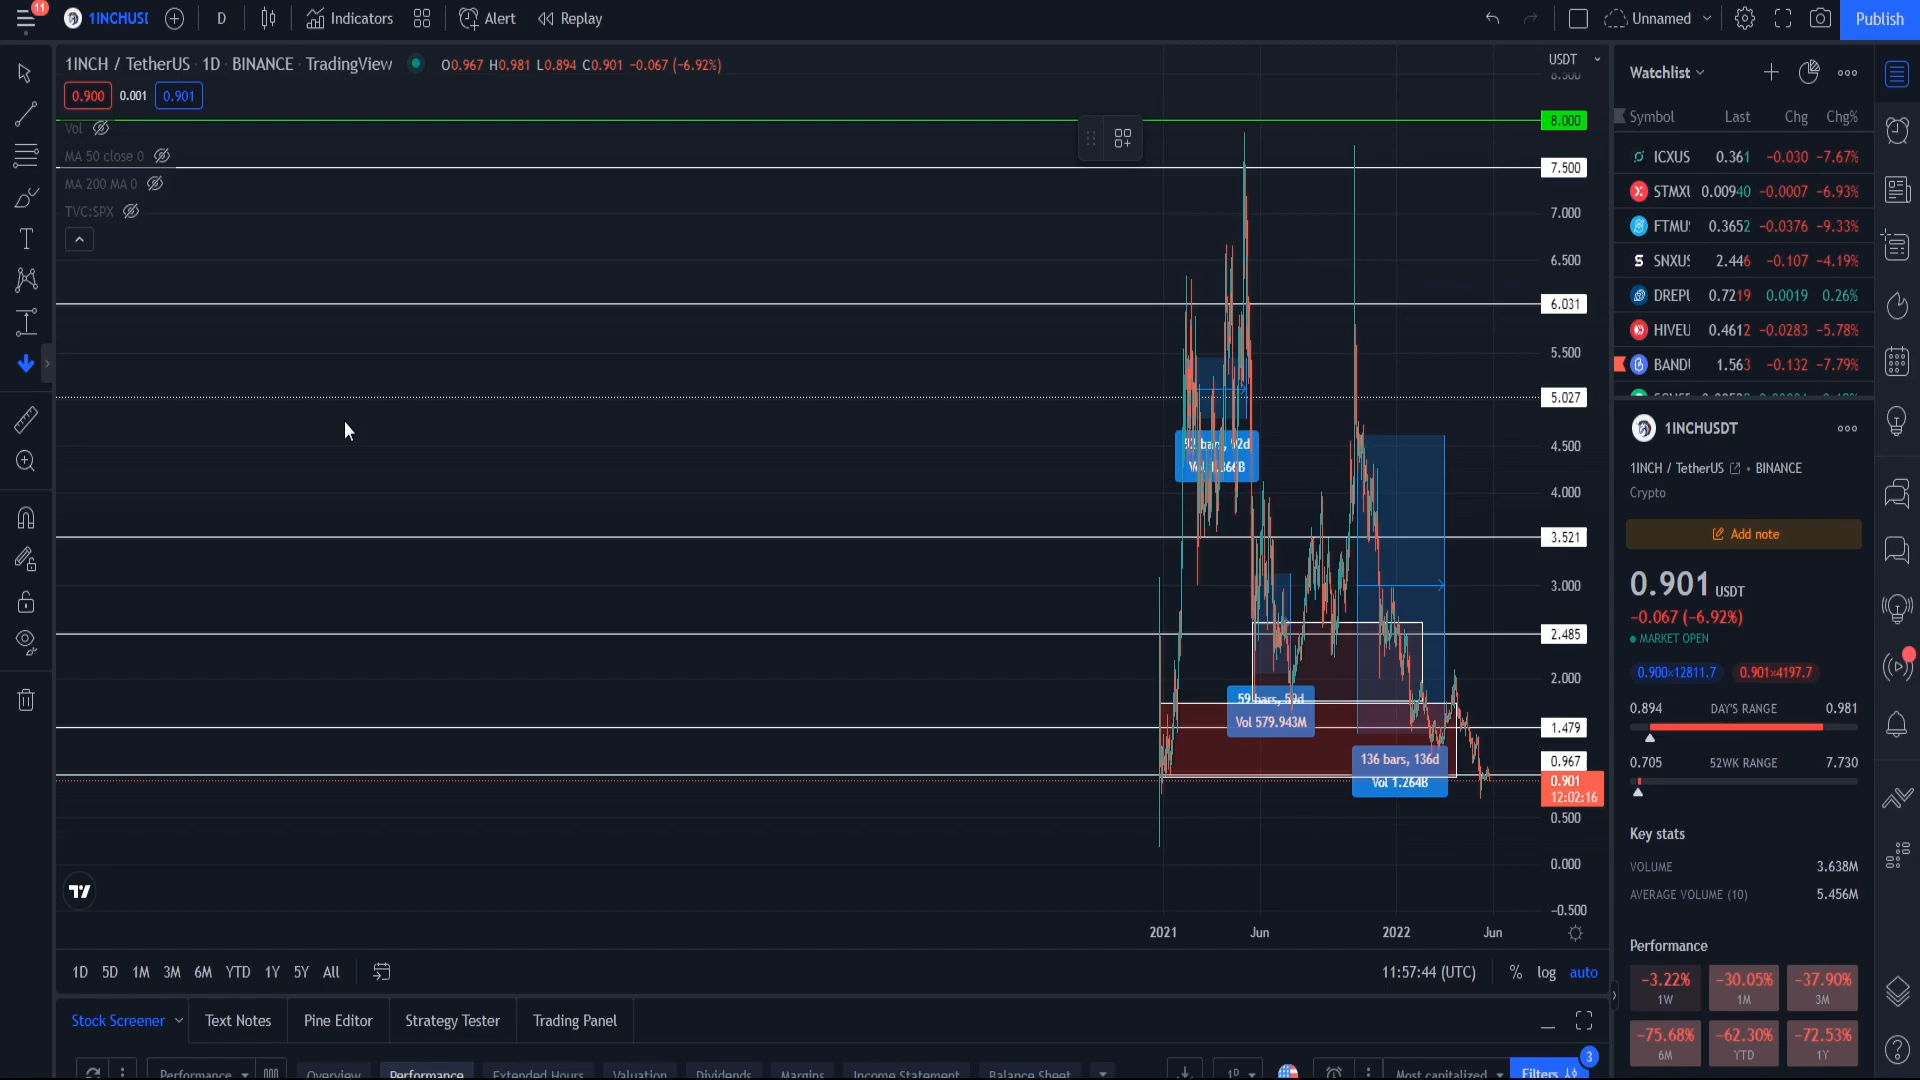 11
1INCHUSI
D
Indicators
Alert
Replay
Unnamed
Publish
1INCH / TetherUS · 1D · BINANCE · TradingView
O0.967 H0.981 L0.894 C0.901 −0.067 (−6.92%)
0.900
0.001
0.901
Vol
MA 50 close 0
MA 200 MA 0
TVC:SPX
USDT
8.500
8.000
7.500
7.000
6.500
6.031
5.500
5.027
4.500
4.000
3.521
3.000
2.485
2.000
1.479
0.967
0.901
12:02:16
0.500
0.000
−0.500
59 bars, 59d
Vol 579.943M
136 bars, 136d
Vol 1.264B
2021
Jun
2022
Jun
1D 5D 1M 3M 6M YTD 1Y 5Y All
11:57:44 (UTC)
% log auto
Stock Screener
Text Notes
Pine Editor
Strategy Tester
Trading Panel
Performance
Overview
Performance
Extended Hours
Valuation
Dividends
Margins
Income Statement
Balance Sheet
1D
Most capitalized
Filters
3
Watchlist
Symbol Last Chg Chg%
ICXUS 0.361 −0.030 −7.67%
STMXI 0.00940 −0.0007 −6.93%
FTMU 0.3652 −0.0376 −9.33%
SNXUS 2.446 −0.107 −4.19%
DREPU 0.7219 0.0019 0.26%
HIVEU 0.4612 −0.0283 −5.78%
BANDU 1.563 −0.132 −7.79%
1INCHUSDT
1INCH / TetherUS • BINANCE
Crypto
Add note
0.901 USDT
−0.067 (−6.92%)
MARKET OPEN
0.900×12811.7
0.901×4197.7
0.894 DAY'S RANGE 0.981
0.705 52WK RANGE 7.730
Key stats
VOLUME 3.638M
AVERAGE VOLUME (10) 5.456M
Performance
−3.22% −30.05% −37.90%
1W 1M 3M
−75.68% −62.30% −72.53%
6M YTD 1Y